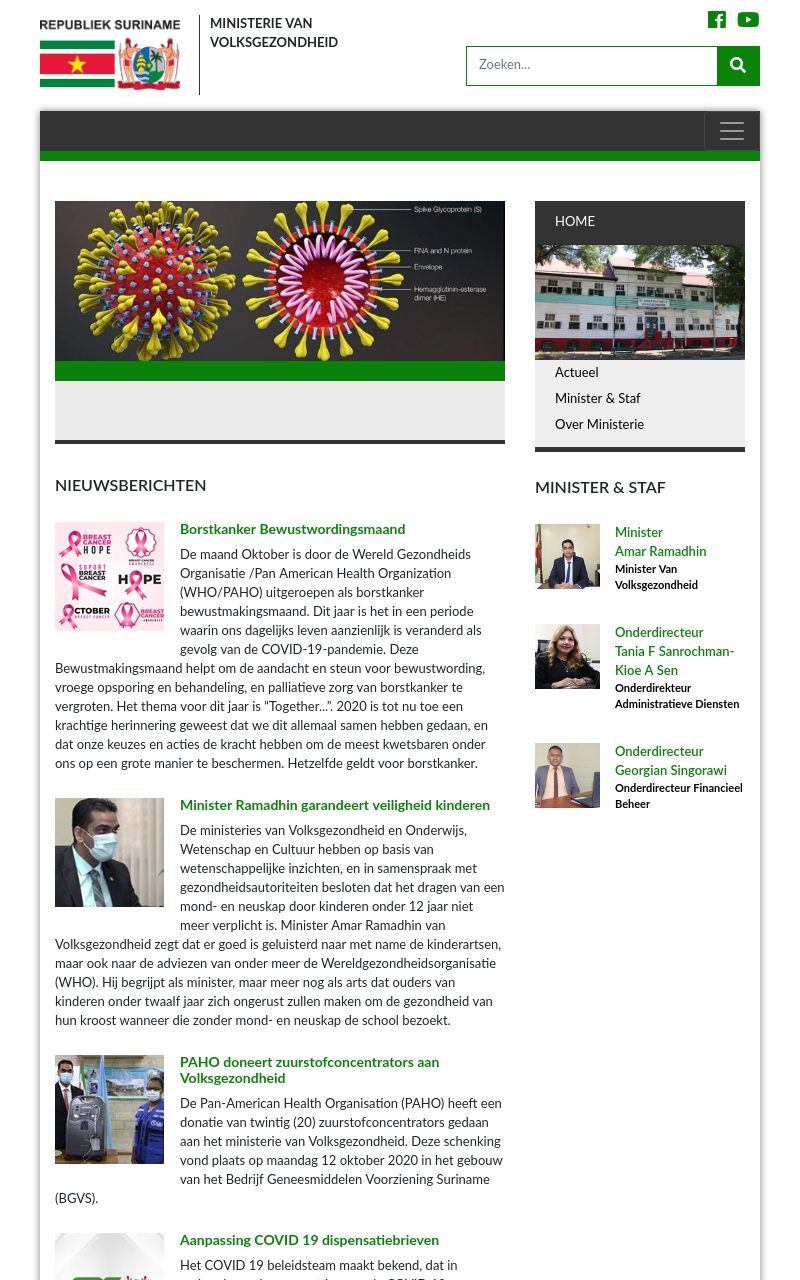 REPUBLIEK SURINAME
MINISTERIE VAN
VOLKSGEZONDHEID
Zoeken...
Spike Glycoprotein (S)
RNA and N protein
Envelope
Hemagglutinin-esterase
dimer (HE)
HOME
Actueel
Minister & Staf
Over Ministerie
NIEUWSBERICHTEN
BREAST
CANCER
HOPE
SUPORT
BREAST
CANCER
HOPE
BREAST
CANCER
Borstkanker Bewustwordingsmaand
De maand Oktober is door de Wereld Gezondheids
Organisatie /Pan American Health Organization
(WHO/PAHO) uitgeroepen als borstkanker
bewustmakingsmaand. Dit jaar is het in een periode
waarin ons dagelijks leven aanzienlijk is veranderd als
gevolg van de COVID-19-pandemie. Deze
Bewustmakingsmaand helpt om de aandacht en steun voor bewustwording,
vroege opsporing en behandeling, en palliatieve zorg van borstkanker te
vergroten. Het thema voor dit jaar is “Together...”. 2020 is tot nu toe een
krachtige herinnering geweest dat we dit allemaal samen hebben gedaan, en
dat onze keuzes en acties de kracht hebben om de meest kwetsbaren onder
ons op een grote manier te beschermen. Hetzelfde geldt voor borstkanker.
Minister Ramadhin garandeert veiligheid kinderen
De ministeries van Volksgezondheid en Onderwijs,
Wetenschap en Cultuur hebben op basis van
wetenschappelijke inzichten, en in samenspraak met
gezondheidsautoriteiten besloten dat het dragen van een
mond- en neuskap door kinderen onder 12 jaar niet
meer verplicht is. Minister Amar Ramadhin van
Volksgezondheid zegt dat er goed is geluisterd naar met name de kinderartsen,
maar ook naar de adviezen van onder meer de Wereldgezondheidsorganisatie
(WHO). Hij begrijpt als minister, maar meer nog als arts dat ouders van
kinderen onder twaalf jaar zich ongerust zullen maken om de gezondheid van
hun kroost wanneer die zonder mond- en neuskap de school bezoekt.
PAHO doneert zuurstofconcentrators aan
Volksgezondheid
De Pan-American Health Organisation (PAHO) heeft een
donatie van twintig (20) zuurstofconcentrators gedaan
aan het ministerie van Volksgezondheid. Deze schenking
vond plaats op maandag 12 oktober 2020 in het gebouw
van het Bedrijf Geneesmiddelen Voorziening Suriname
(BGVS).
Aanpassing COVID 19 dispensatiebrieven
Het COVID 19 beleidsteam maakt bekend, dat in
MINISTER & STAF
Minister
Amar Ramadhin
Minister Van
Volksgezondheid
Onderdirecteur
Tania F Sanrochman-
Kioe A Sen
Onderdirekteur
Administratieve Diensten
Onderdirecteur
Georgian Singorawi
Onderdirecteur Financieel
Beheer